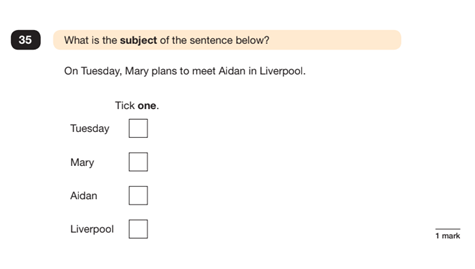 35 What is the subject of the sentence below?
On Tuesday, Mary plans to meet Aidan in Liverpool.
Tick one.
Tuesday
Mary
Aidan
Liverpool
1 mark